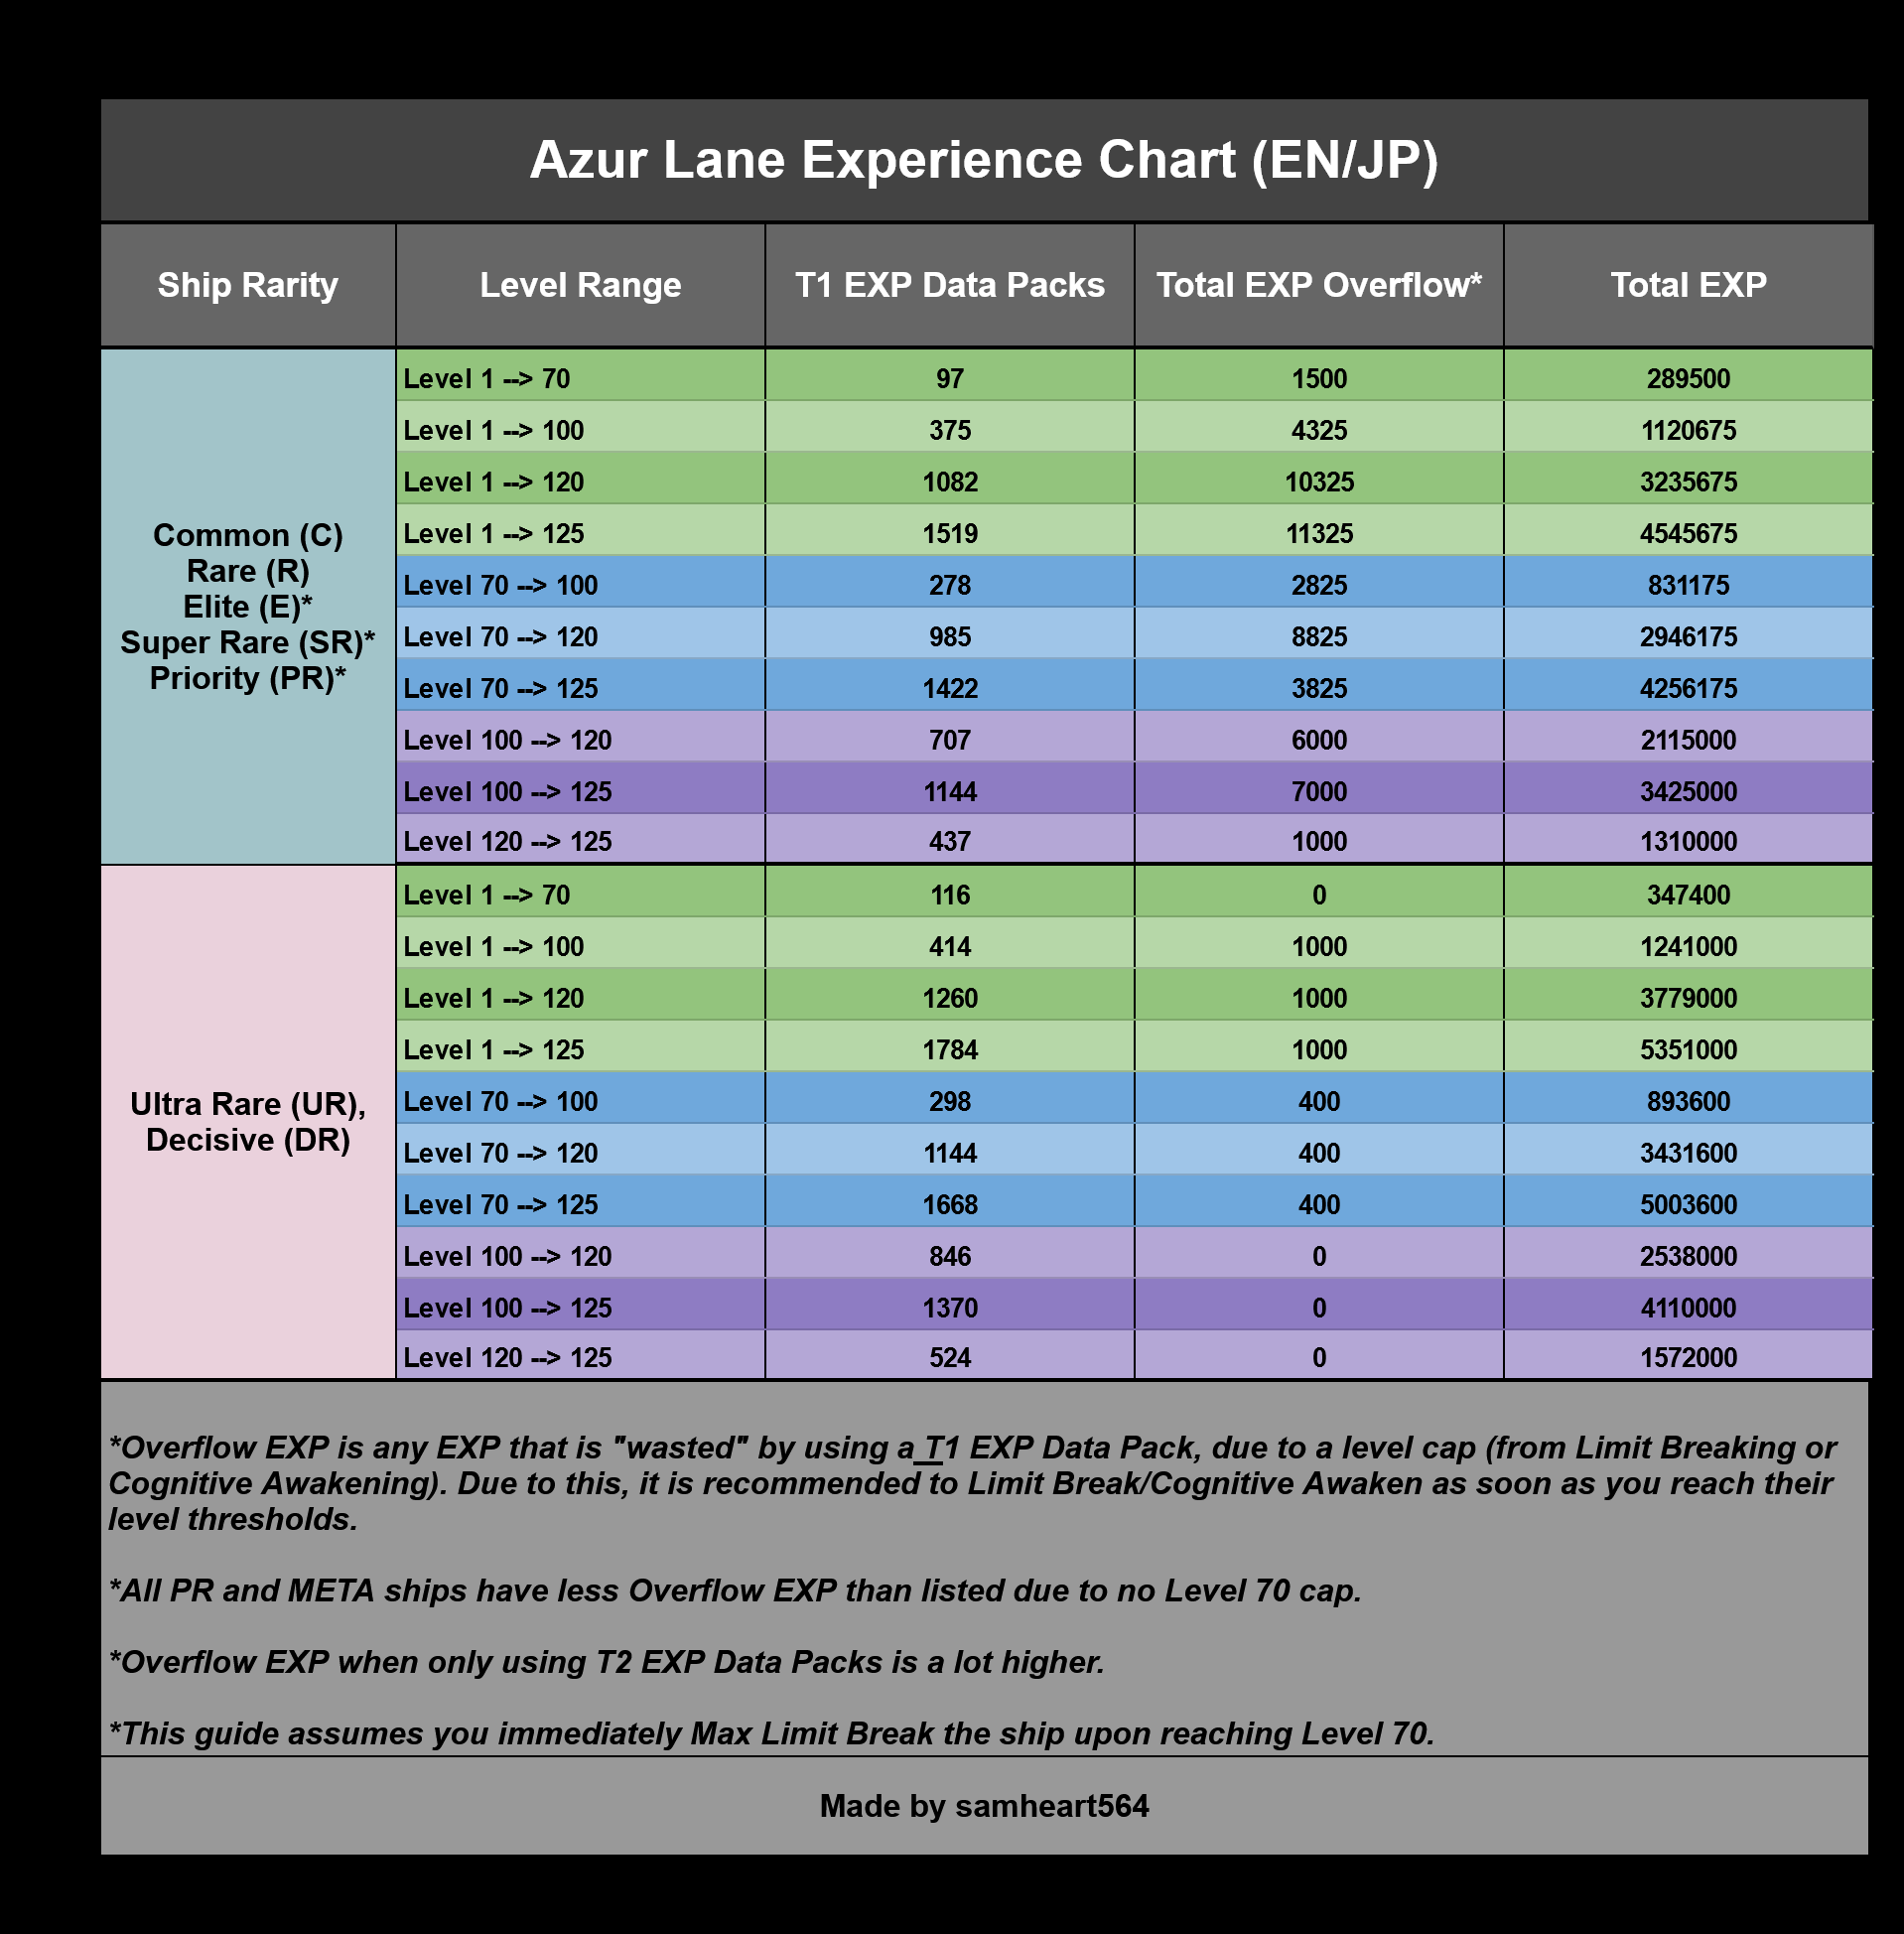 Azur Lane Experience Chart (EN/JP)
Ship Rarity Level Range T1 EXP Data Packs Total EXP Overflow* Total EXP
Common (C)
Rare (R)
Elite (E)*
Super Rare (SR)*
Priority (PR)*
Level 1 --> 70 97 1500 289500
Level 1 --> 100 375 4325 1120675
Level 1 --> 120 1082 10325 3235675
Level 1 --> 125 1519 11325 4545675
Level 70 --> 100 278 2825 831175
Level 70 --> 120 985 8825 2946175
Level 70 --> 125 1422 3825 4256175
Level 100 --> 120 707 6000 2115000
Level 100 --> 125 1144 7000 3425000
Level 120 --> 125 437 1000 1310000
Ultra Rare (UR),
Decisive (DR)
Level 1 --> 70 116 0 347400
Level 1 --> 100 414 1000 1241000
Level 1 --> 120 1260 1000 3779000
Level 1 --> 125 1784 1000 5351000
Level 70 --> 100 298 400 893600
Level 70 --> 120 1144 400 3431600
Level 70 --> 125 1668 400 5003600
Level 100 --> 120 846 0 2538000
Level 100 --> 125 1370 0 4110000
Level 120 --> 125 524 0 1572000
*Overflow EXP is any EXP that is "wasted" by using a T1 EXP Data Pack, due to a level cap (from Limit Breaking or
Cognitive Awakening). Due to this, it is recommended to Limit Break/Cognitive Awaken as soon as you reach their
level thresholds.
*All PR and META ships have less Overflow EXP than listed due to no Level 70 cap.
*Overflow EXP when only using T2 EXP Data Packs is a lot higher.
*This guide assumes you immediately Max Limit Break the ship upon reaching Level 70.
Made by samheart564